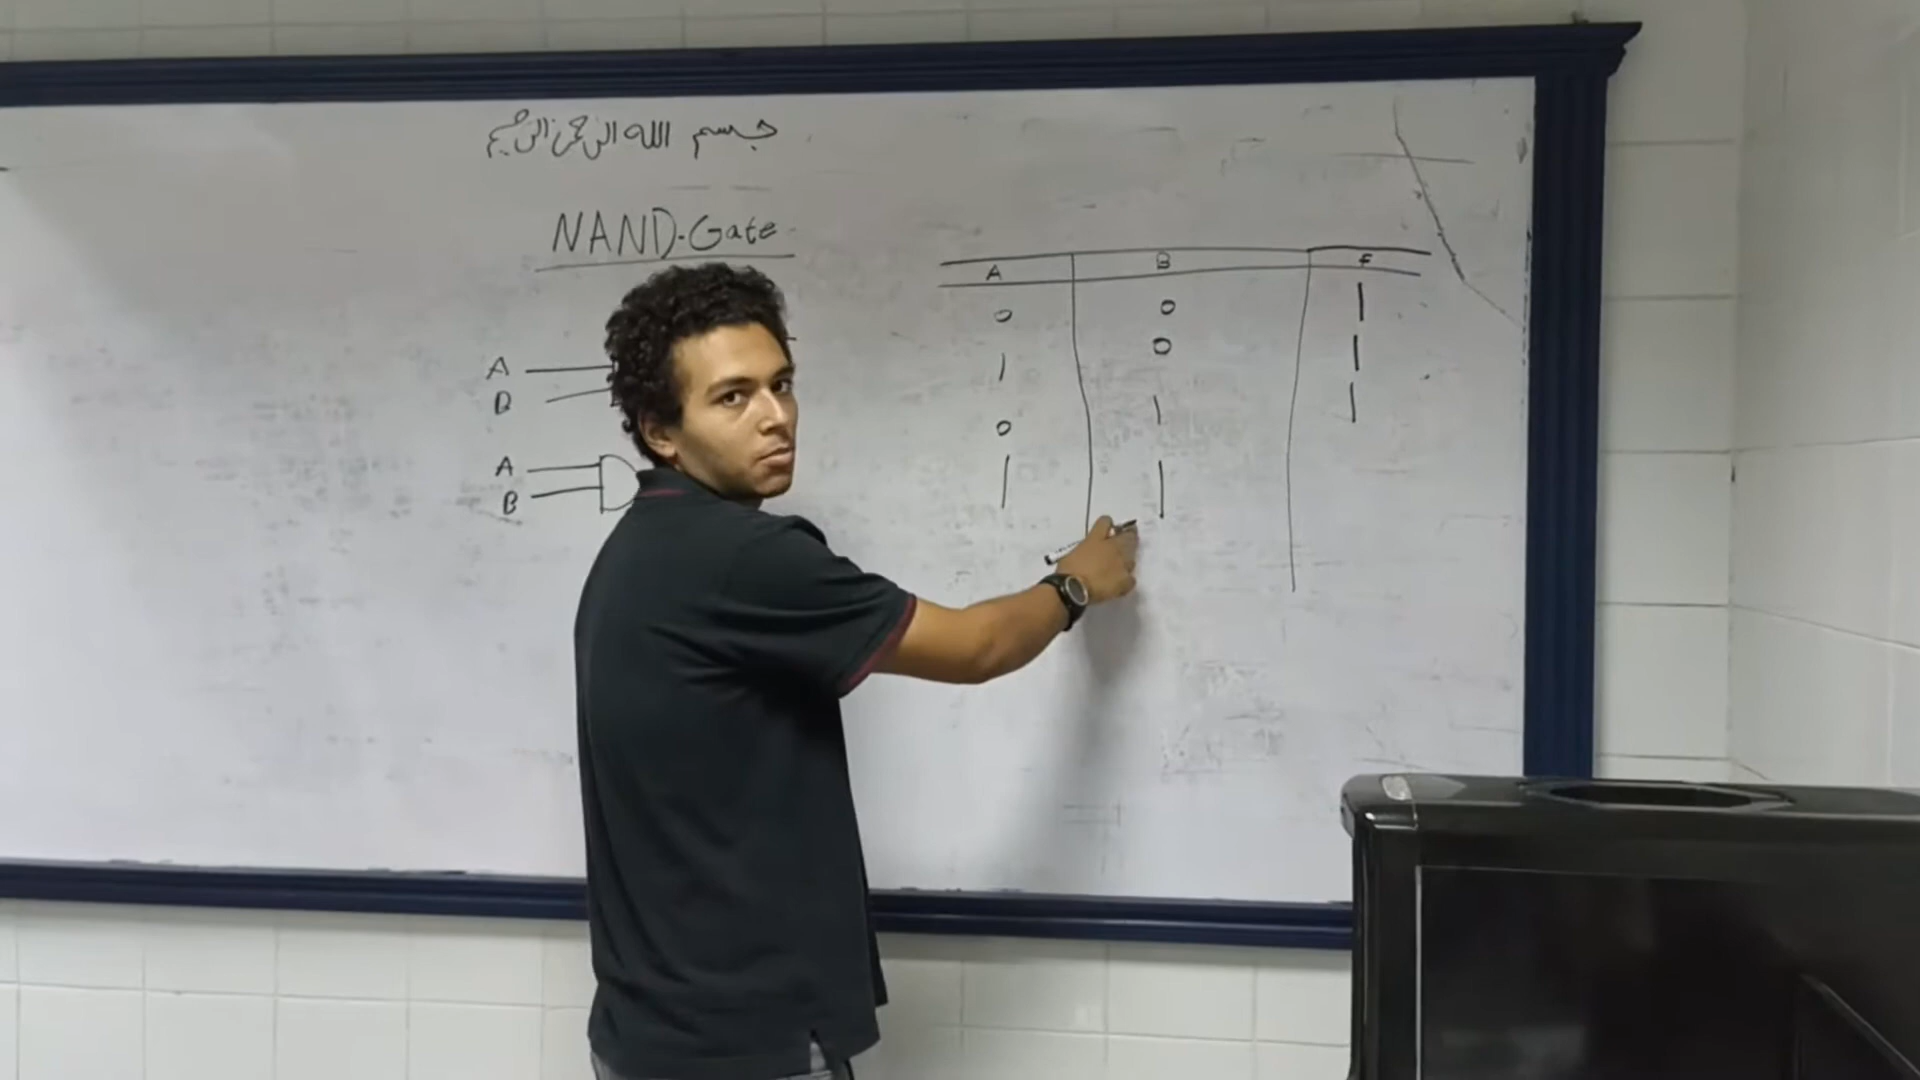 بسم الله الرحمن الرحيم
NAND-Gate
A
B
A
B
A B F
0 0 1
1 0 1
0 1 1
1 1